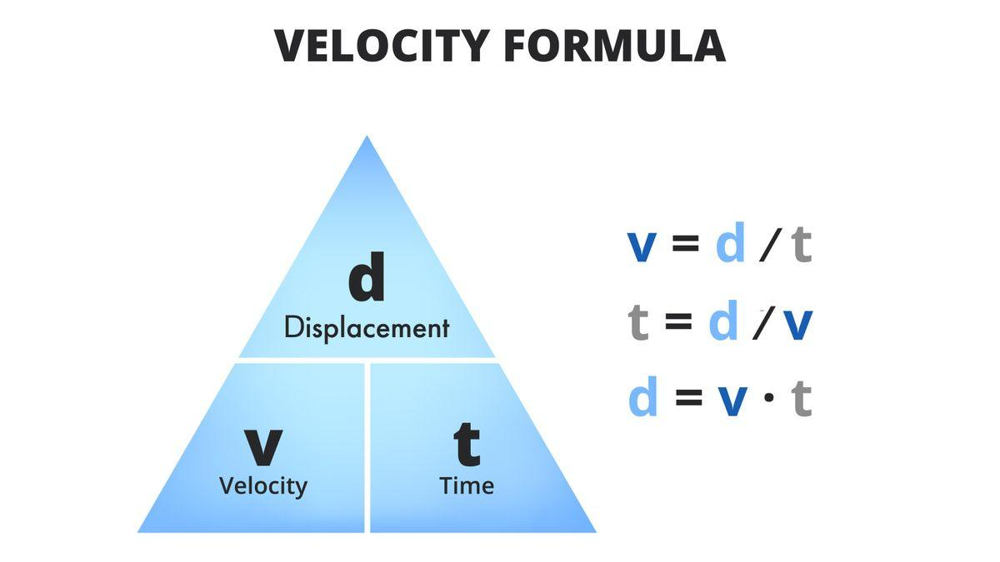 VELOCITY FORMULA
d
Displacement
v
Velocity
t
Time
v = d / t
t = d / v
d = v · t